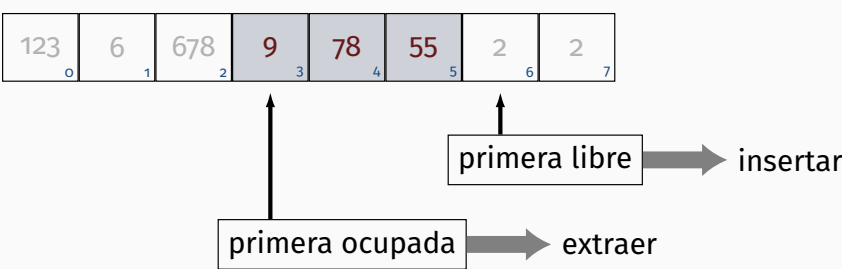 123 6 678 9 78 55 2 2
0 1 2 3 4 5 6 7
primera libre insertar
primera ocupada extraer